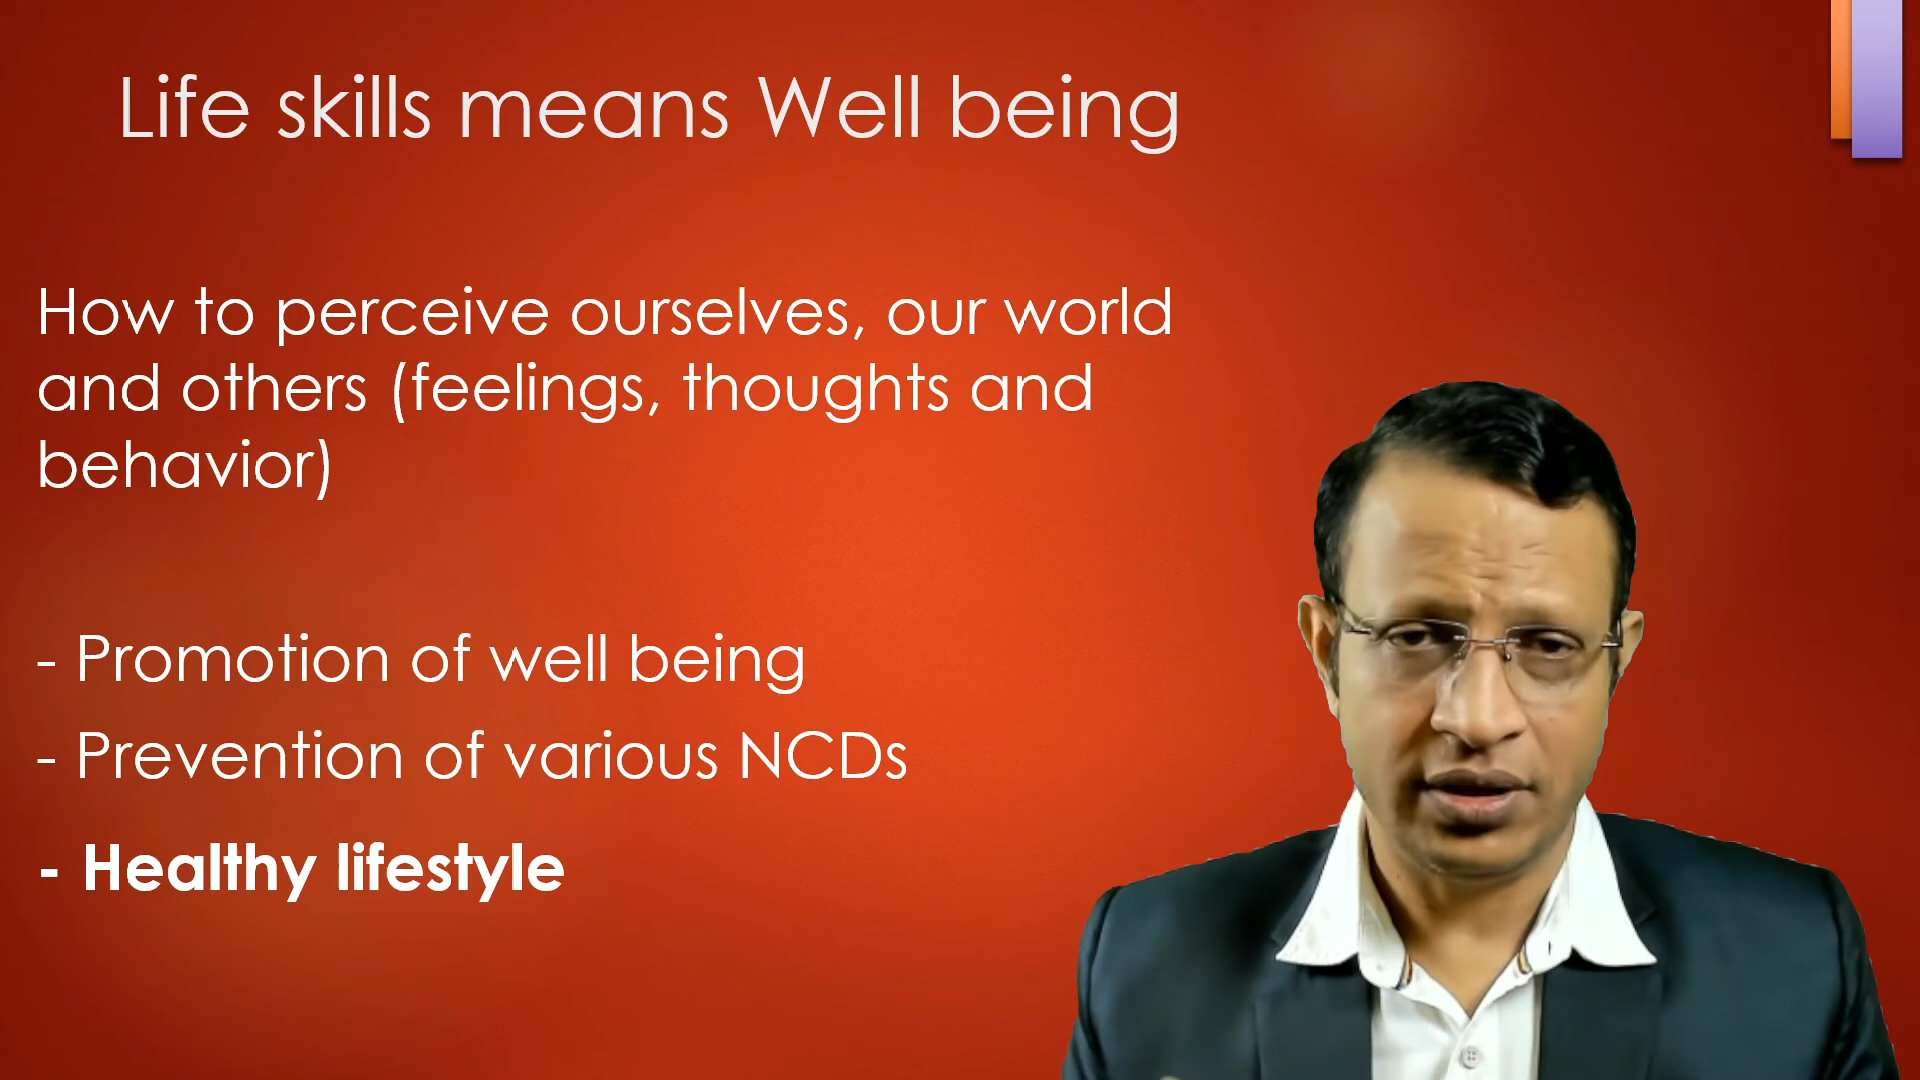 Life skills means Well being
How to perceive ourselves, our world
and others (feelings, thoughts and
behavior)
- Promotion of well being
- Prevention of various NCDs
- Healthy lifestyle